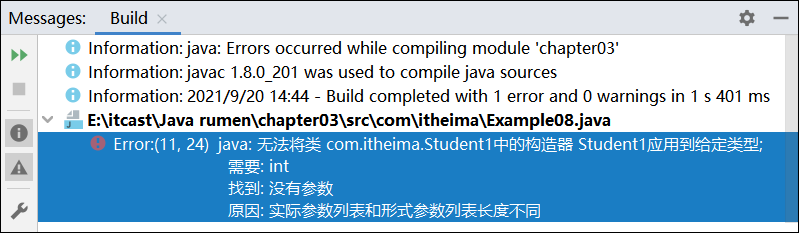 Messages: Build ×
Information: java: Errors occurred while compiling module 'chapter03'
Information: javac 1.8.0_201 was used to compile java sources
Information: 2021/9/20 14:44 - Build completed with 1 error and 0 warnings in 1 s 401 ms
E:\itcast\Java rumen\chapter03\src\com\itheima\Example08.java
Error:(11, 24) java: 无法将类 com.itheima.Student1中的构造器 Student1应用到给定类型;
需要: int
找到: 没有参数
原因: 实际参数列表和形式参数列表长度不同